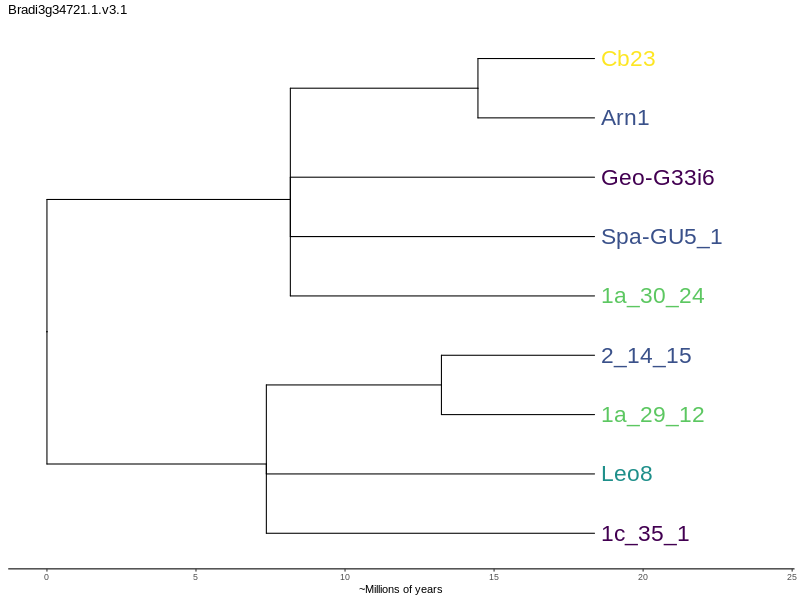 Bradi3g34721.1.v3.1
Cb23
Arn1
Geo-G33i6
Spa-GU5_1
1a_30_24
2_14_15
1a_29_12
Leo8
1c_35_1
0 5 10 15 20 25
~Millions of years